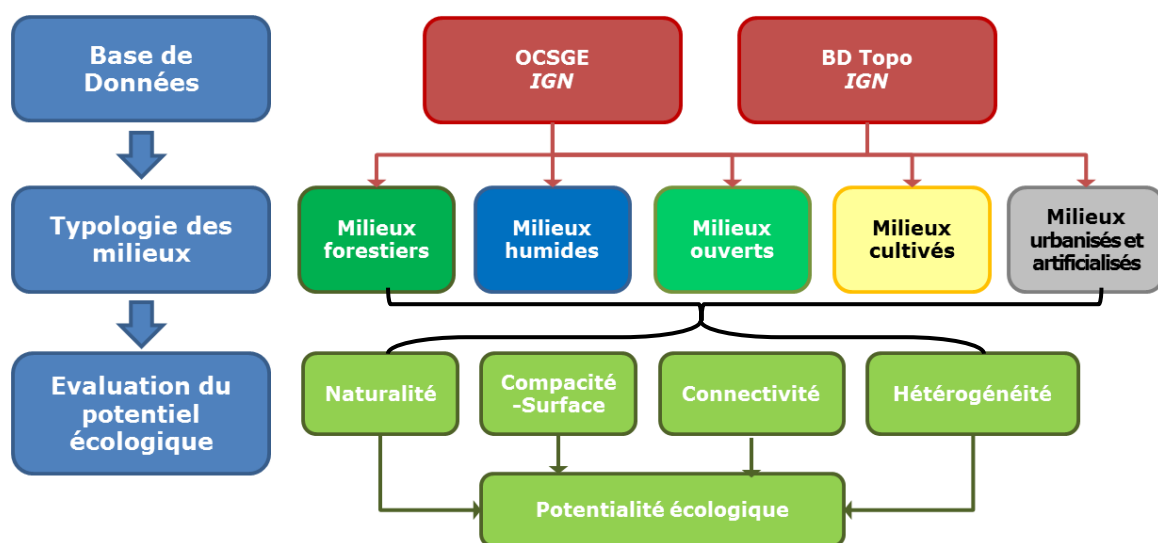 Base de
Données
OCSGE
IGN
BD Topo
IGN
Typologie des
milieux
Milieux
forestiers
Milieux
humides
Milieux
ouverts
Milieux
cultivés
Milieux
urbanisés et
artificialisés
Evaluation du
potentiel
écologique
Naturalité
Compacité
-Surface
Connectivité
Hétérogénéité
Potentialité écologique